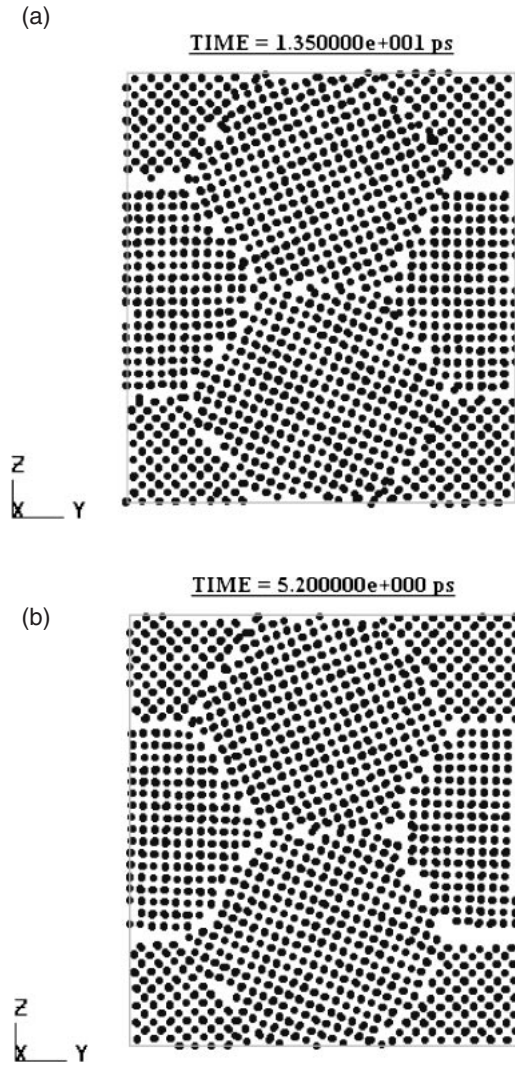 (a)
TIME = 1.350000e+001 ps
Z
X Y
(b)
TIME = 5.200000e+000 ps
Z
X Y